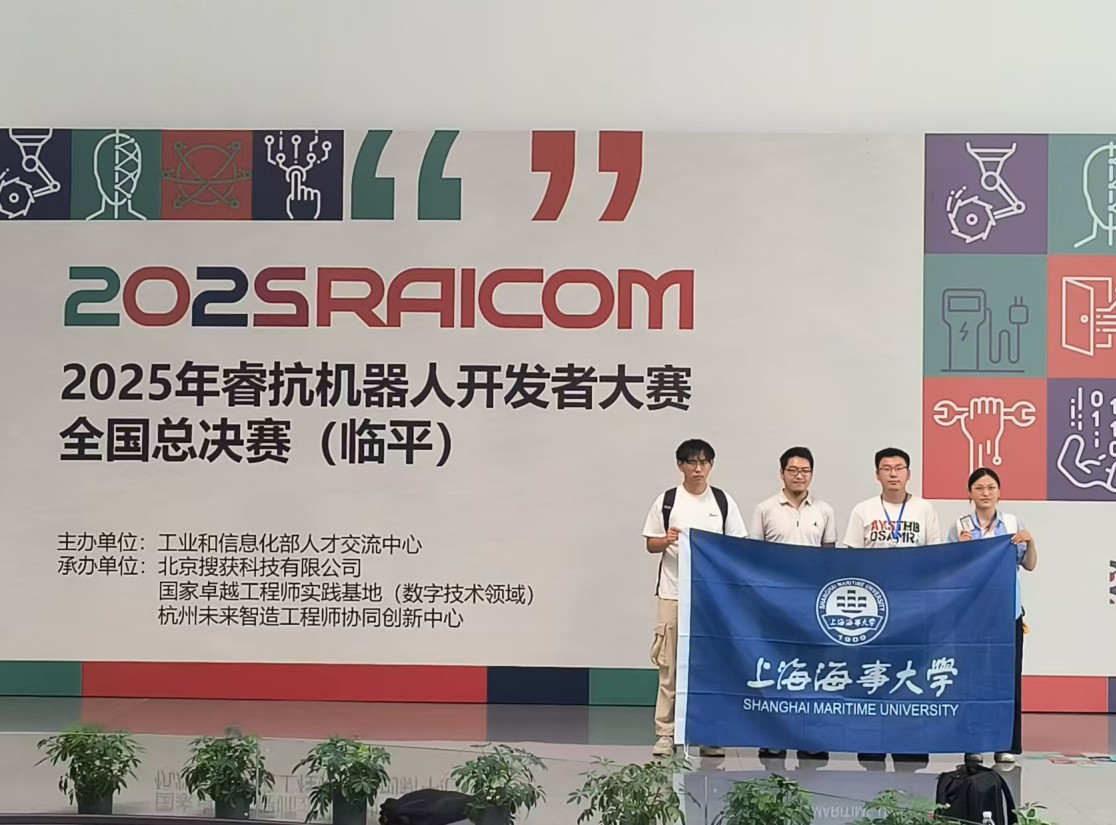 2025RAICOM
2025年睿抗机器人开发者大赛
全国总决赛（临平）
主办单位：工业和信息化部人才交流中心
承办单位：北京搜获科技有限公司
国家卓越工程师实践基地（数字技术领域）
杭州未来智造工程师协同创新中心
SHANGHAI MARITIME UNIVERSITY
上海海事大学
1909
上海海事大学
SHANGHAI MARITIME UNIVERSITY